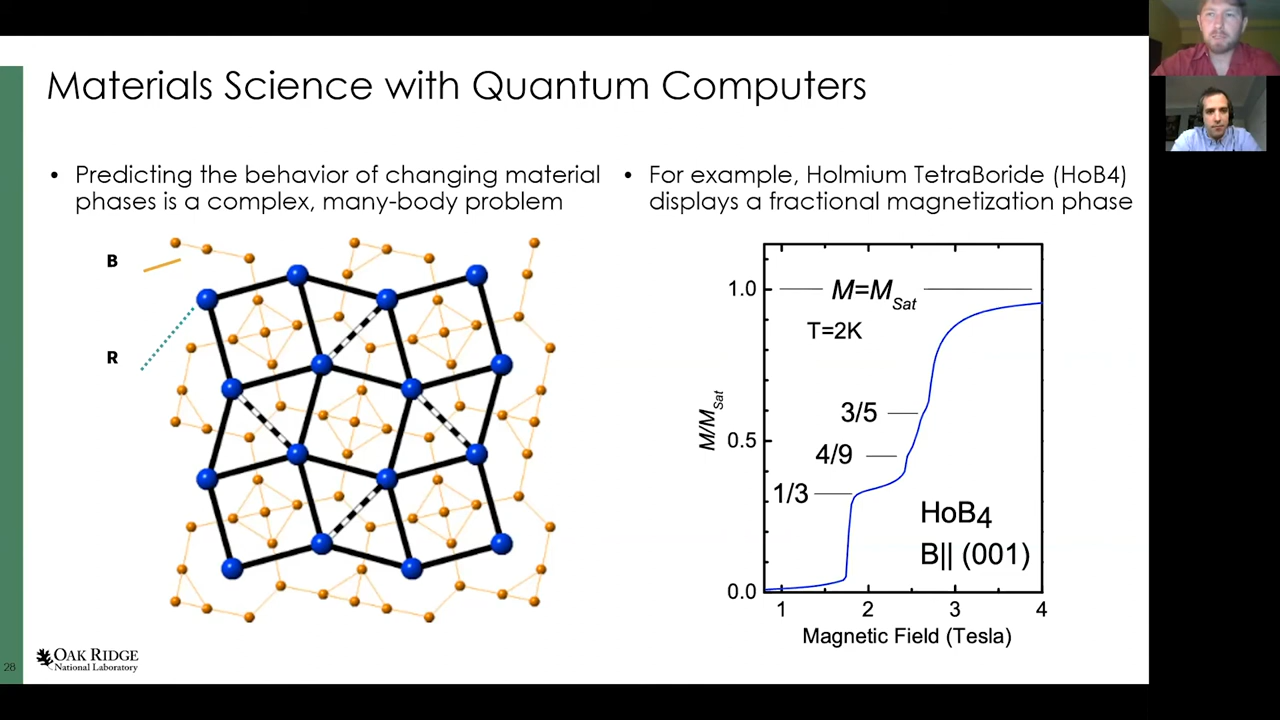 Materials Science with Quantum Computers
• Predicting the behavior of changing material
phases is a complex, many-body problem
• For example, Holmium TetraBoride (HoB4)
displays a fractional magnetization phase
B
R
1.0
M=M_Sat
T=2K
3/5
0.5
4/9
1/3
HoB4
B|| (001)
0.0
1 2 3 4
M/M_Sat
Magnetic Field (Tesla)
28
OAK RIDGE
National Laboratory